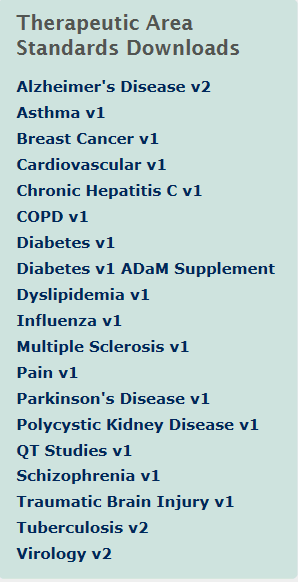 Therapeutic Area
Standards Downloads
Alzheimer's Disease v2
Asthma v1
Breast Cancer v1
Cardiovascular v1
Chronic Hepatitis C v1
COPD v1
Diabetes v1
Diabetes v1 ADaM Supplement
Dyslipidemia v1
Influenza v1
Multiple Sclerosis v1
Pain v1
Parkinson's Disease v1
Polycystic Kidney Disease v1
QT Studies v1
Schizophrenia v1
Traumatic Brain Injury v1
Tuberculosis v2
Virology v2